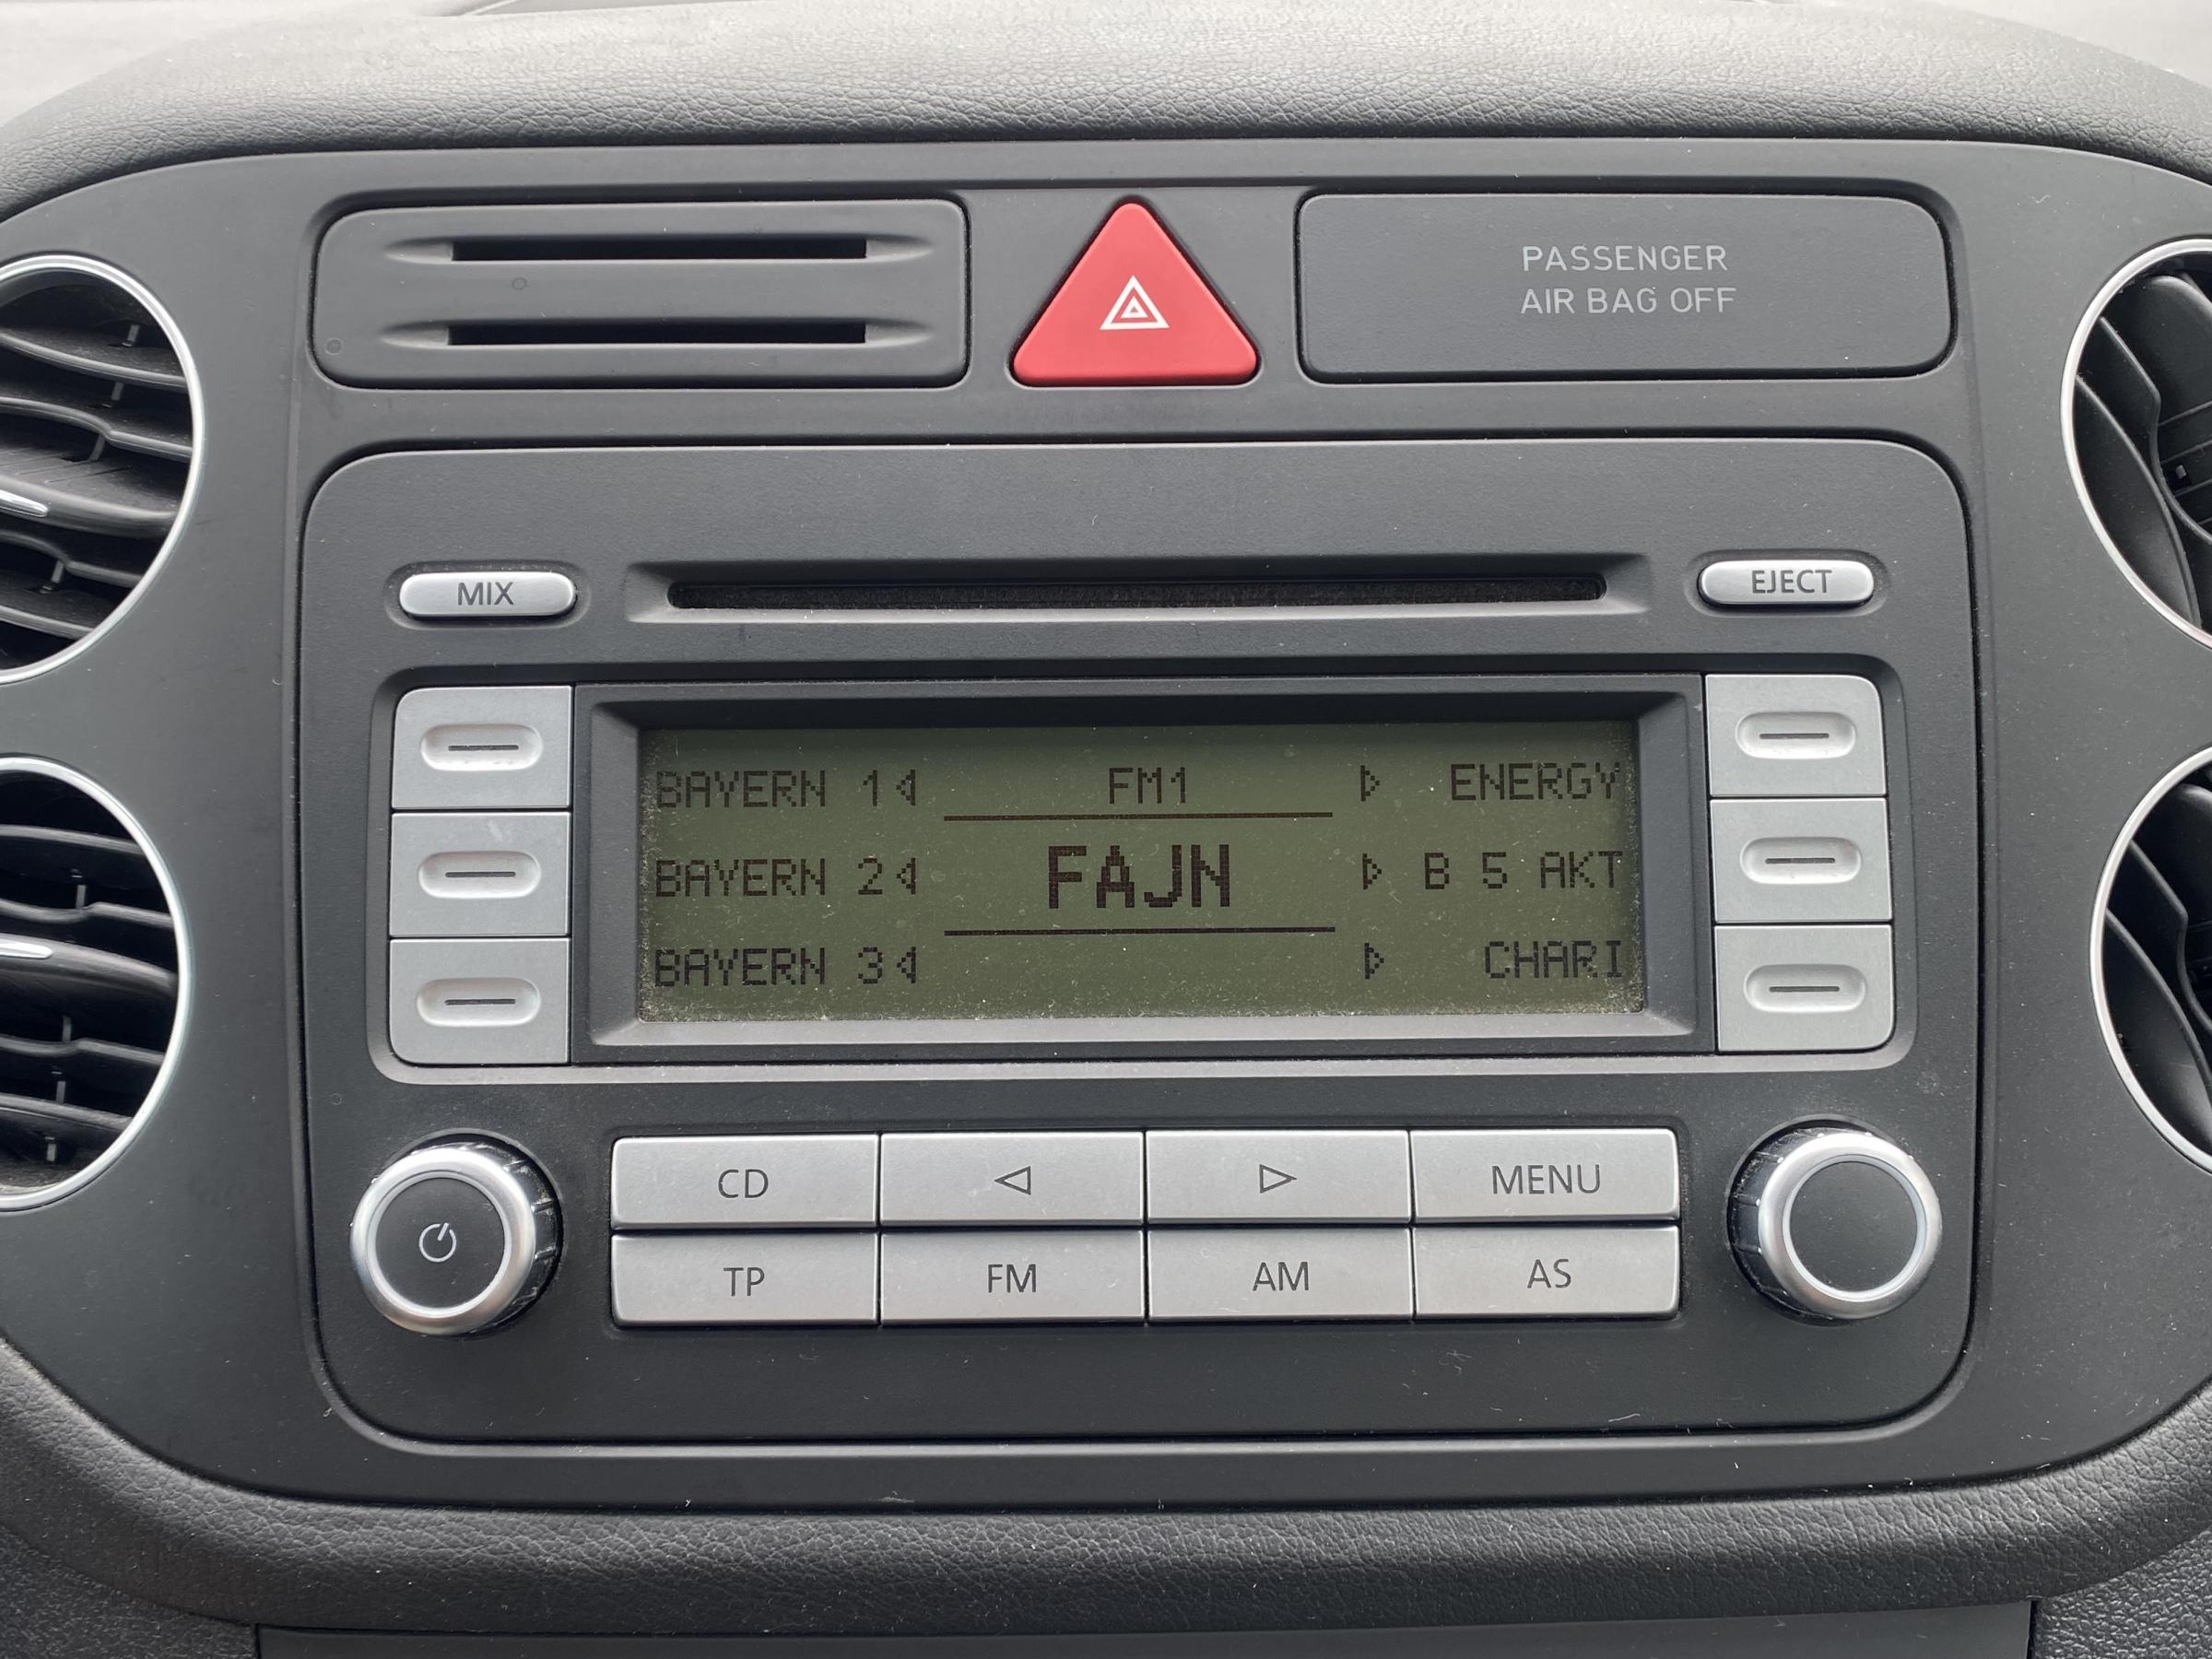 PASSENGER
AIR BAG OFF
MIX
EJECT
BAYERN 1 FM1 ENERGY
BAYERN 2 FAJN B 5 AKT
BAYERN 3 CHARI
CD MENU
TP FM AM AS